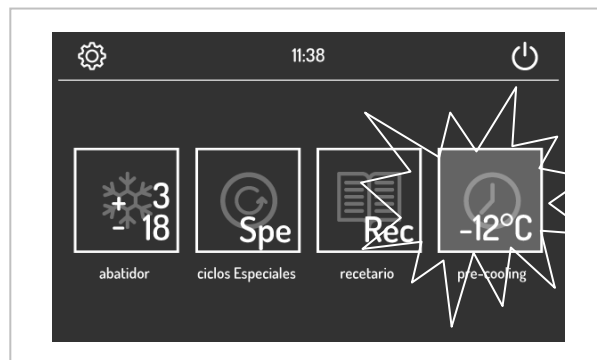 11:38
+ 3
- 18
Spe
Rec
-12°C
abatidor
ciclos Especiales
recetario
pre-cooling